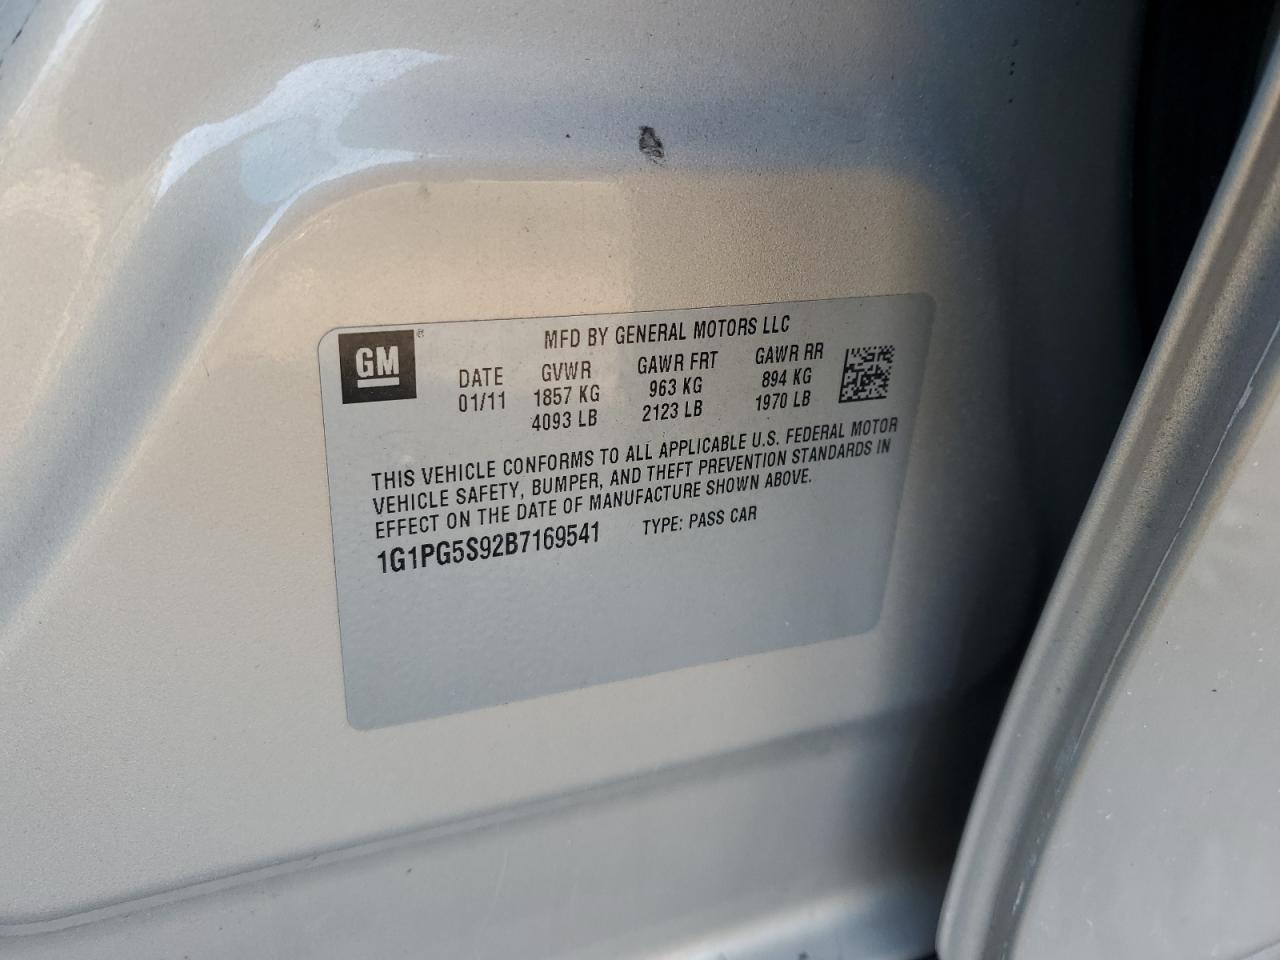 GM ®
MFD BY GENERAL MOTORS LLC
DATE GVWR GAWR FRT GAWR RR
01/11 1857 KG 963 KG 894 KG
4093 LB 2123 LB 1970 LB
THIS VEHICLE CONFORMS TO ALL APPLICABLE U.S. FEDERAL MOTOR
VEHICLE SAFETY, BUMPER, AND THEFT PREVENTION STANDARDS IN
EFFECT ON THE DATE OF MANUFACTURE SHOWN ABOVE.
1G1PG5S92B7169541 TYPE: PASS CAR